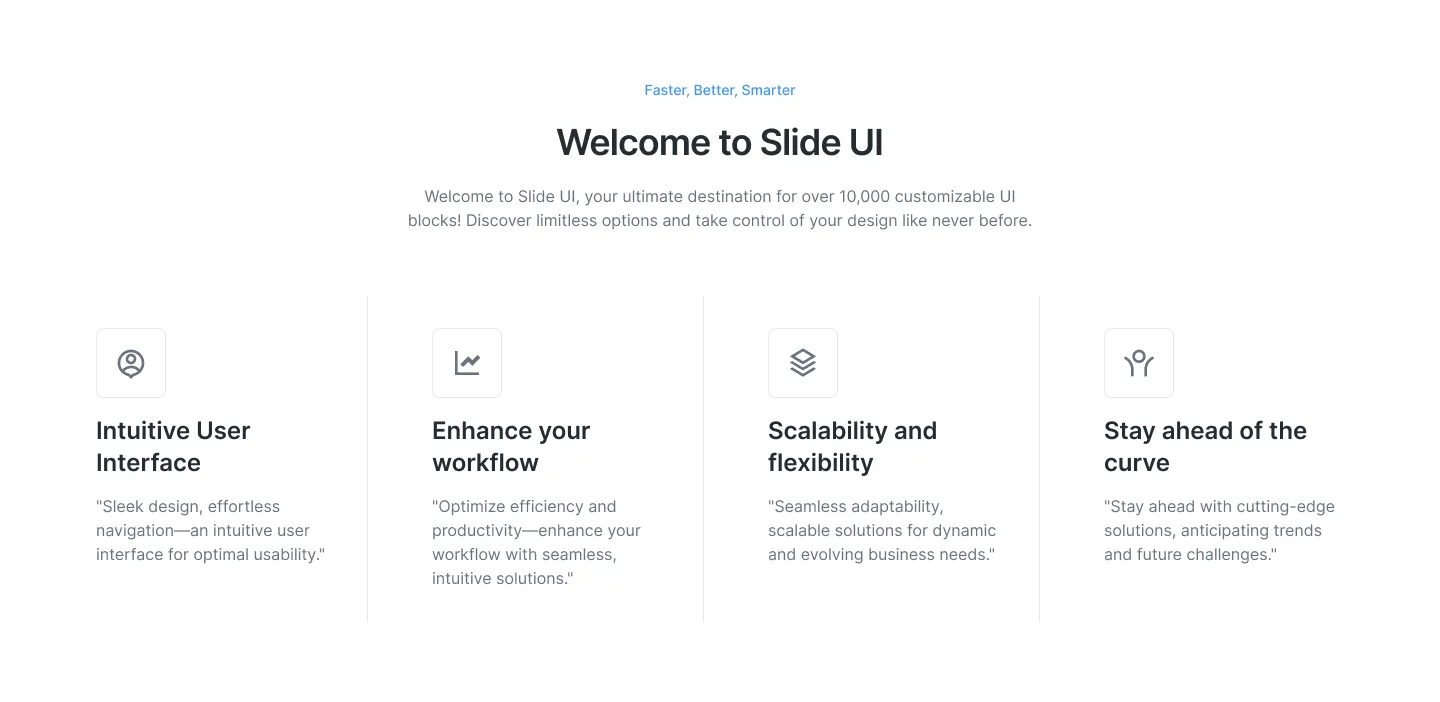 Faster, Better, Smarter
Welcome to Slide UI
Welcome to Slide UI, your ultimate destination for over 10,000 customizable UI
blocks! Discover limitless options and take control of your design like never before.
Intuitive User
Interface
"Sleek design, effortless
navigation—an intuitive user
interface for optimal usability."
Enhance your
workflow
"Optimize efficiency and
productivity—enhance your
workflow with seamless,
intuitive solutions."
Scalability and
flexibility
"Seamless adaptability,
scalable solutions for dynamic
and evolving business needs."
Stay ahead of the
curve
"Stay ahead with cutting-edge
solutions, anticipating trends
and future challenges."